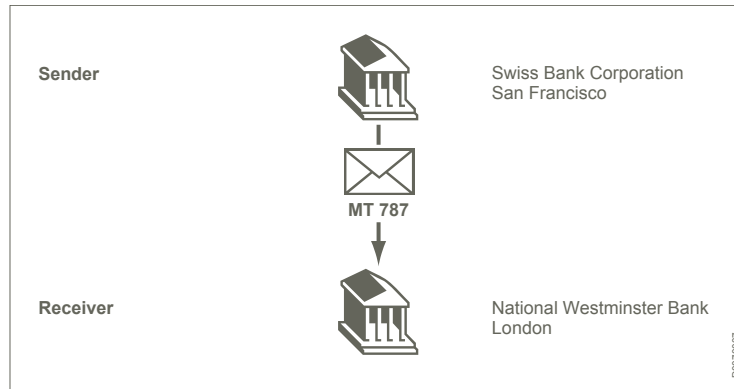 Sender
Swiss Bank Corporation
San Francisco
MT 787
Receiver
National Westminster Bank
London